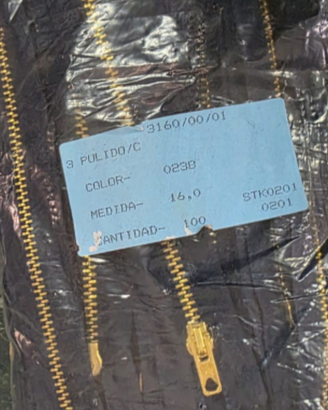 3160/00/01
3 PULIDO/C
COLOR- 0238
MEDIDA- 16,0 STK0201
CANTIDAD- 100 0201